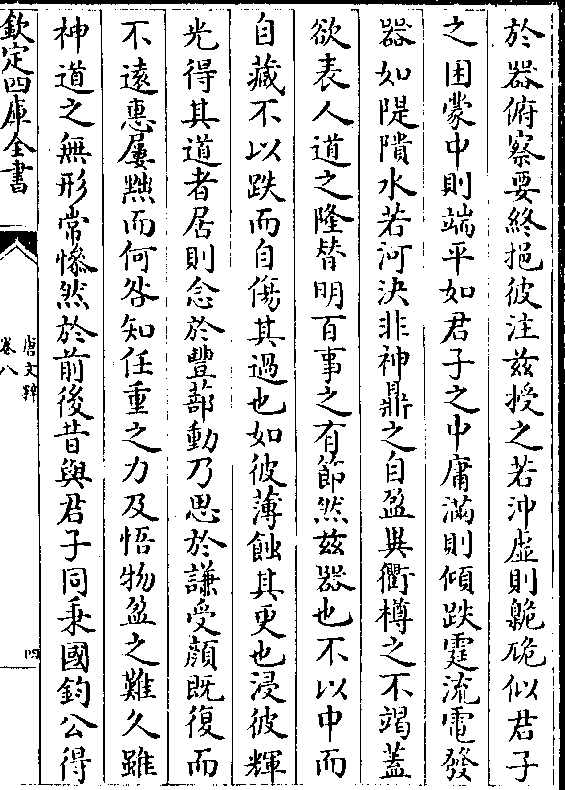 於器俯察要終挹彼注兹授之若沖虛則臲卼似君子
之困蒙中則端平如君子之中庸滿則傾跌霆流電發
器如隄隤水若河決非神鼎之自盈異衢樽之不竭蓋
欲表人道之隆替明百事之有節然兹器也不以中而
自藏不以跌而自傷其過也如彼薄蝕其更也浸彼輝
光得其道者居則念於豐蔀動乃思於謙受顔既復而
不遠惠屢黜而何咎知任重之力及悟物盈之難久雖
神道之無形常慘然於前後昔與君子同秉國鈞公得
欽定四庫全書
唐文粹
卷八
四